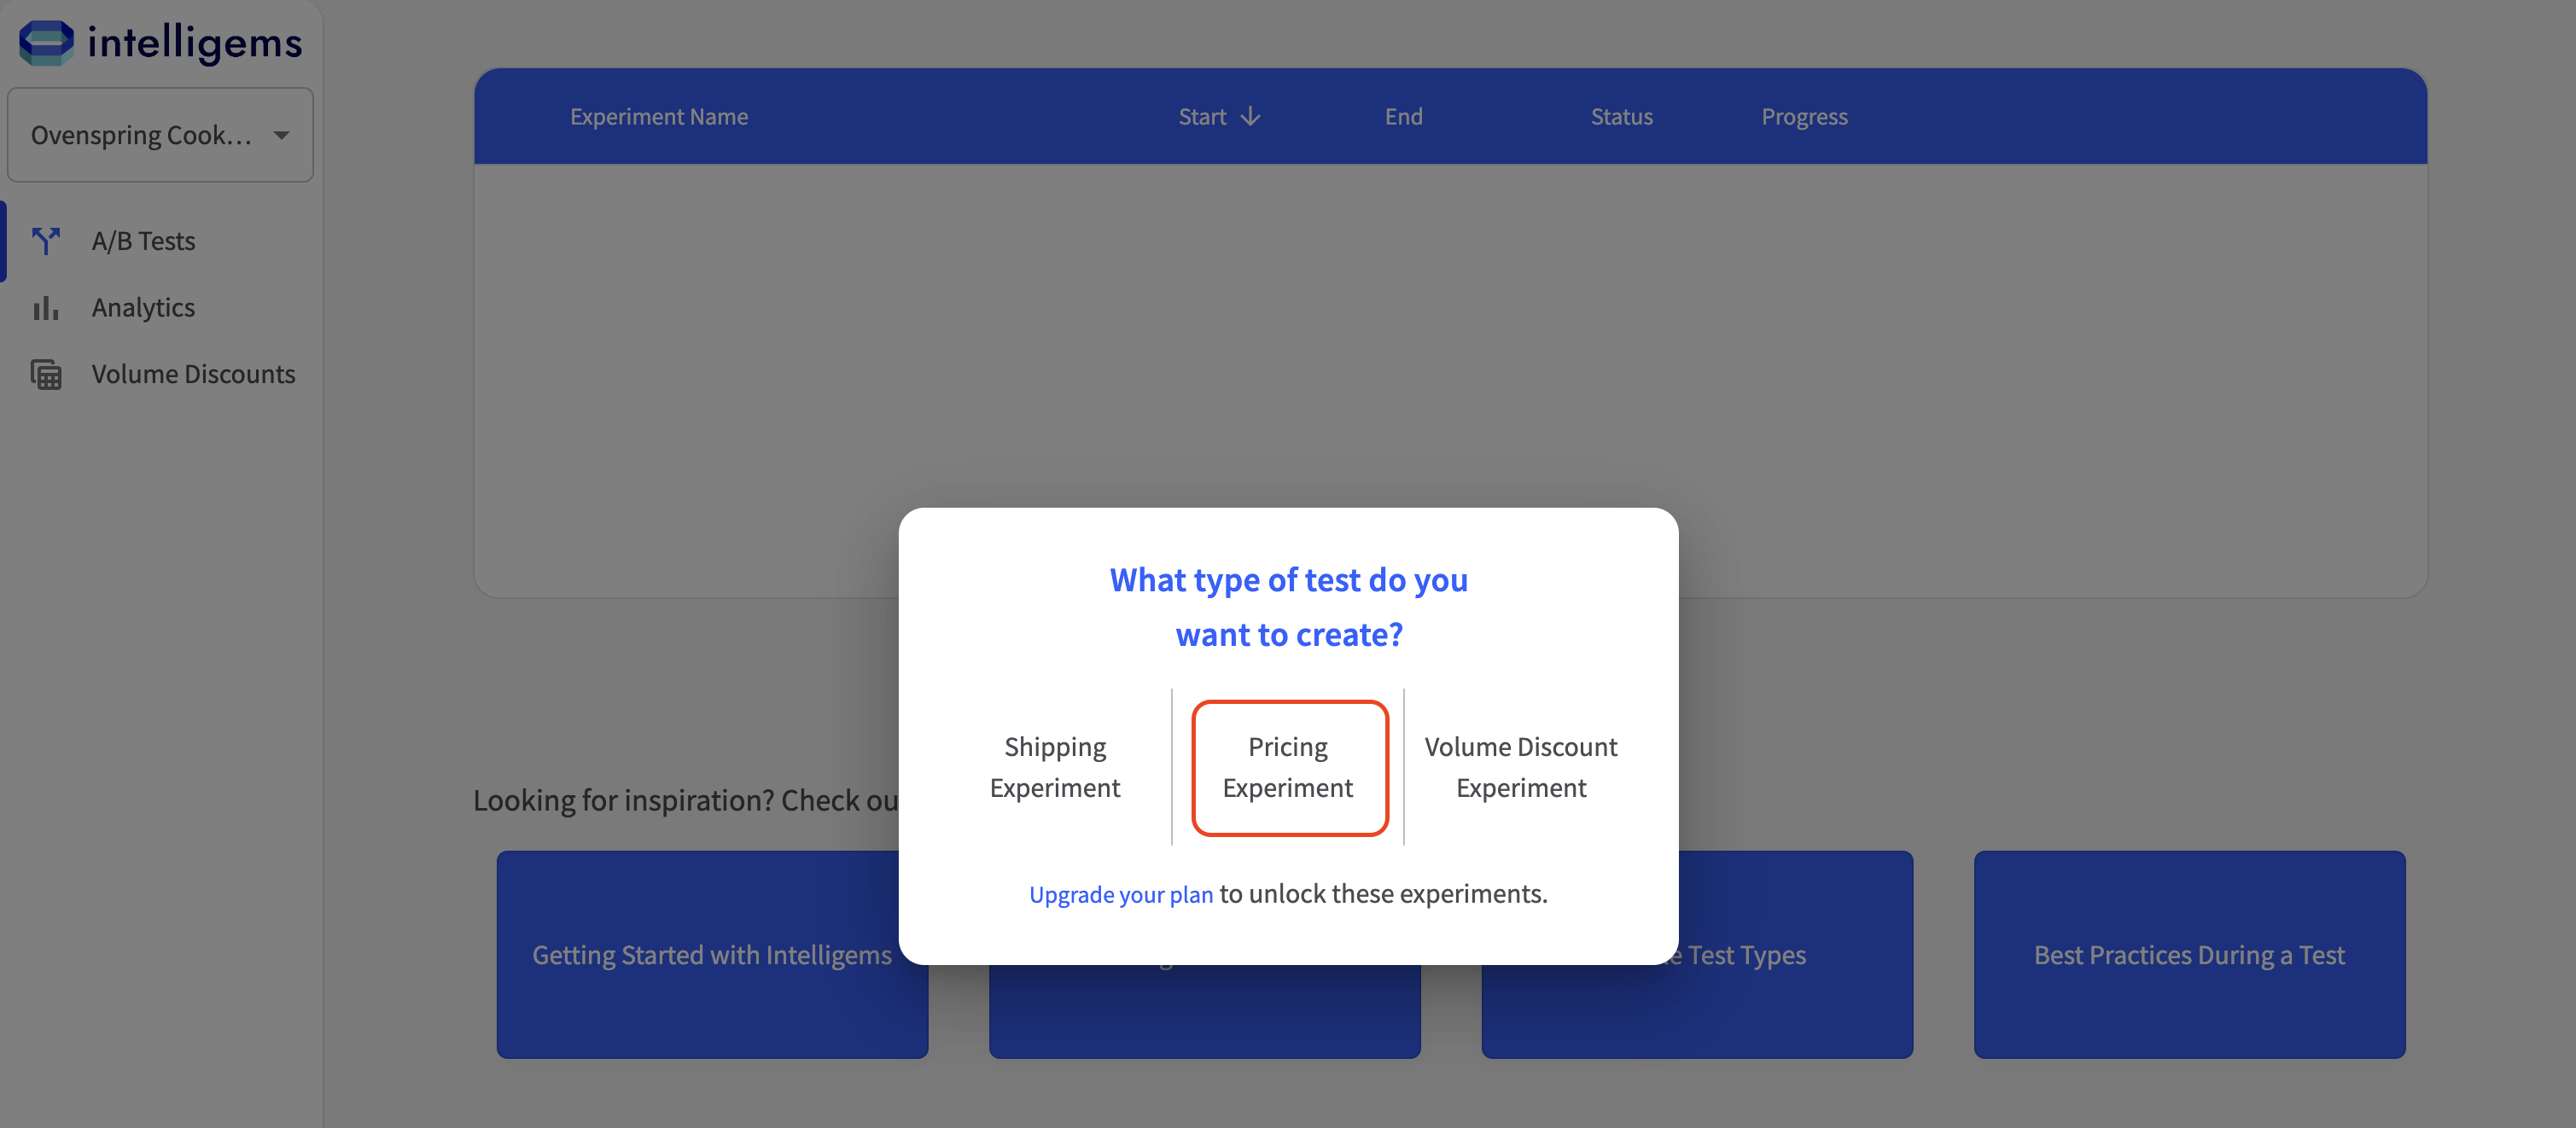 intelligems
Ovenspring Cook...
A/B Tests
Analytics
Volume Discounts
Experiment Name Start End Status Progress
What type of test do you
want to create?
Shipping
Experiment
Pricing
Experiment
Volume Discount
Experiment
Upgrade your plan to unlock these experiments.
Looking for inspiration? Check
Getting Started with Intelligems
Test Types
Best Practices During a Test